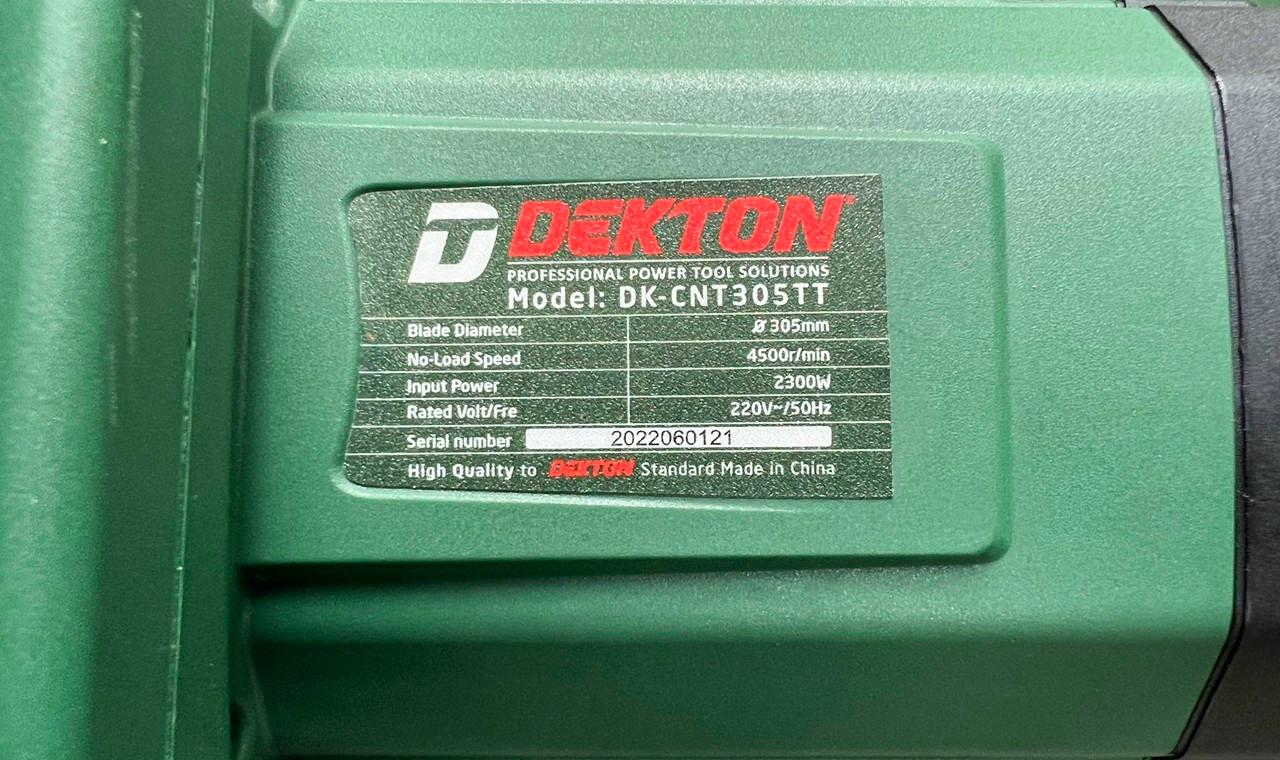 DEKTON™
PROFESSIONAL POWER TOOL SOLUTIONS
Model: DK-CNT305TT
Blade Diameter Ø 305mm
No-Load Speed 4500r/min
Input Power 2300W
Rated Volt/Fre 220V~/50Hz
Serial number 2022060121
High Quality to DEKTON Standard Made in China